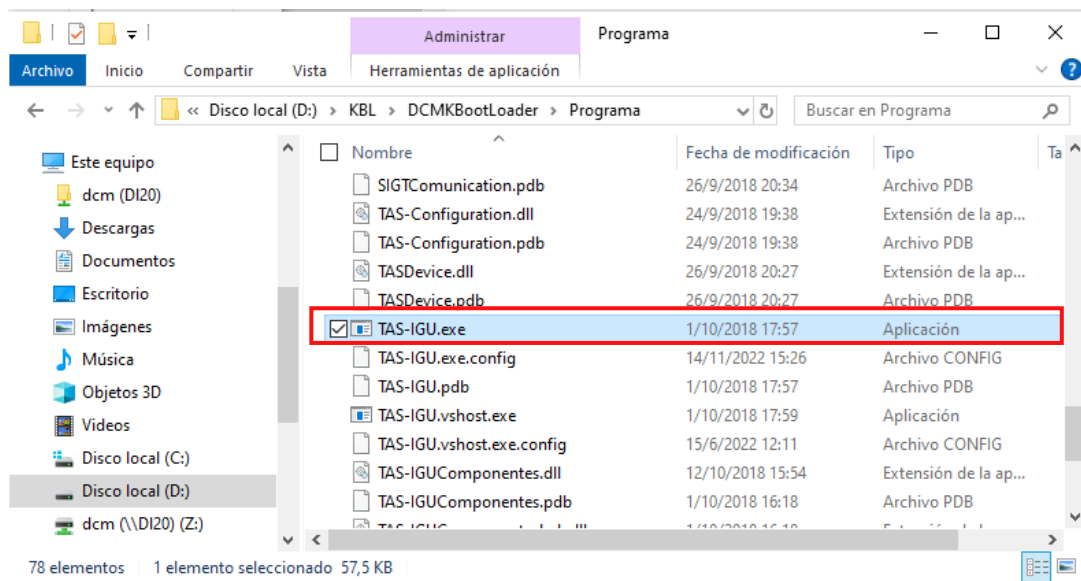 Administrar Programa
Archivo Inicio Compartir Vista Herramientas de aplicación
« Disco local (D:) > KBL > DCMKBootLoader > Programa Buscar en Programa
Este equipo
dcm (DI20)
Descargas
Documentos
Escritorio
Imágenes
Música
Objetos 3D
Videos
Disco local (C:)
Disco local (D:)
dcm (\\DI20) (Z:)
Nombre Fecha de modificación Tipo Ta
SIGTComunication.pdb 26/9/2018 20:34 Archivo PDB
TAS-Configuration.dll 24/9/2018 19:38 Extensión de la ap...
TAS-Configuration.pdb 24/9/2018 19:38 Archivo PDB
TASDevice.dll 26/9/2018 20:27 Extensión de la ap...
TASDevice.pdb 26/9/2018 20:27 Archivo PDB
TAS-IGU.exe 1/10/2018 17:57 Aplicación
TAS-IGU.exe.config 14/11/2022 15:26 Archivo CONFIG
TAS-IGU.pdb 1/10/2018 17:57 Archivo PDB
TAS-IGU.vshost.exe 1/10/2018 17:59 Aplicación
TAS-IGU.vshost.exe.config 15/6/2022 12:11 Archivo CONFIG
TAS-IGUComponentes.dll 12/10/2018 15:54 Extensión de la ap...
TAS-IGUComponentes.pdb 1/10/2018 16:18 Archivo PDB
78 elementos 1 elemento seleccionado 57,5 KB